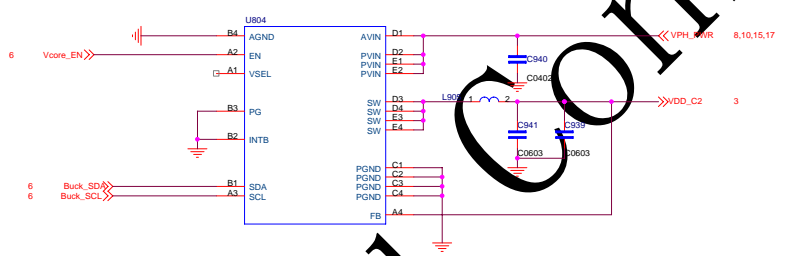 U804
B4 AGND AVIN D1 VPH_PWR 8,10,15,17
6 Vcore_EN A2 EN PVIN D2 C940
PVIN E1
A1 VSEL PVIN E2 C0402
SW D3 1 2 VDD_C2 3
B3 PG SW D4
SW E3 C941 C939
B2 INTB SW E4
C0603 C0603
PGND C1
PGND C2
6 Buck_SDA B1 SDA PGND C3
6 Buck_SCL A3 SCL PGND C4
FB A4